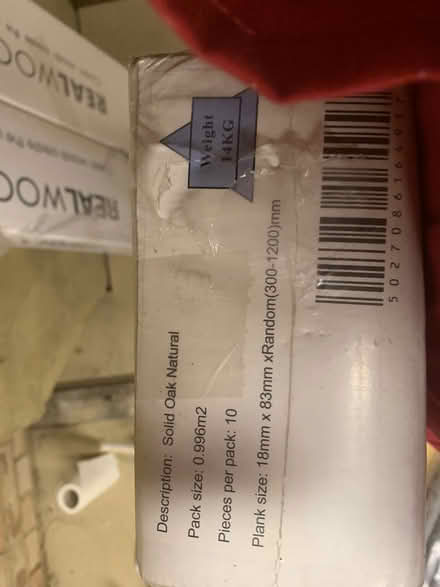 Weight
14KG
Description: Solid Oak Natural
Pack size: 0.996m2
Pieces per pack: 10
Plank size: 18mm x 83mm xRandom(300-1200)mm
REALWOO
REALWOO